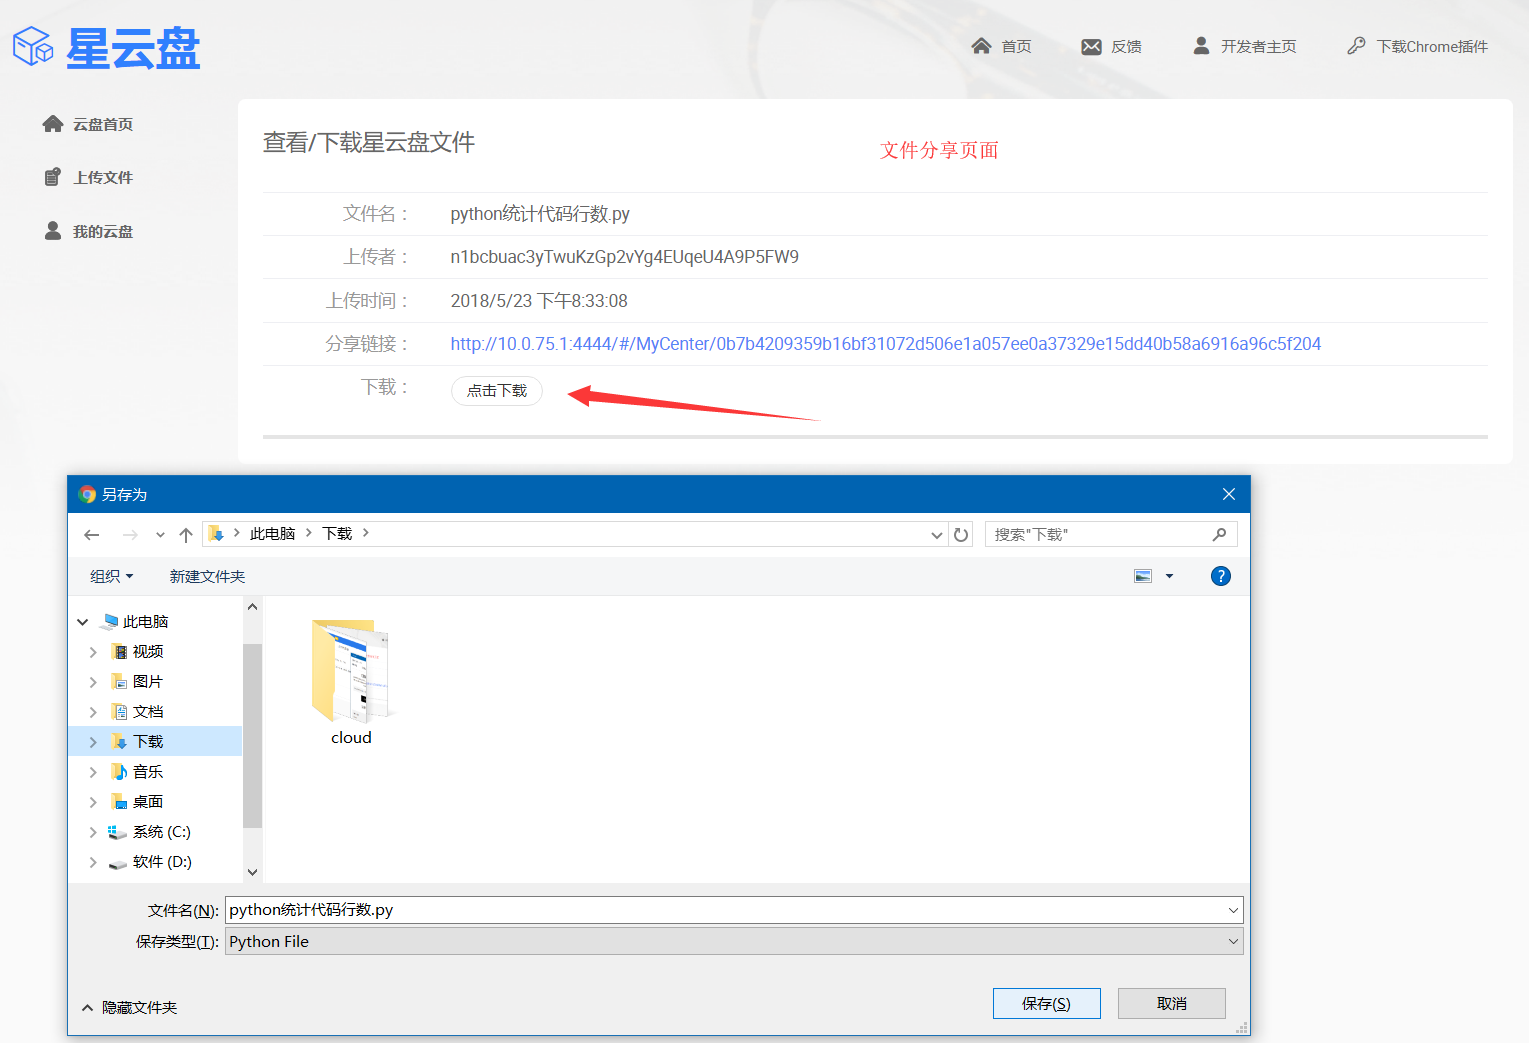 星云盘
首页
反馈
开发者主页
下载Chrome插件
云盘首页
上传文件
我的云盘
查看/下载星云盘文件
文件分享页面
文件名：
python统计代码行数.py
上传者：
n1bcbuac3yTwuKzGp2vYg4EUqeU4A9P5FW9
上传时间：
2018/5/23 下午8:33:08
分享链接：
http://10.0.75.1:4444/#/MyCenter/0b7b4209359b16bf31072d506e1a057ee0a37329e15dd40b58a6916a96c5f204
下载：
点击下载
另存为
此电脑
下载
搜索"下载"
组织
新建文件夹
?
此电脑
视频
图片
文档
下载
音乐
桌面
系统 (C:)
软件 (D:)
cloud
文件名(N):
python统计代码行数.py
保存类型(T):
Python File
隐藏文件夹
保存(S)
取消